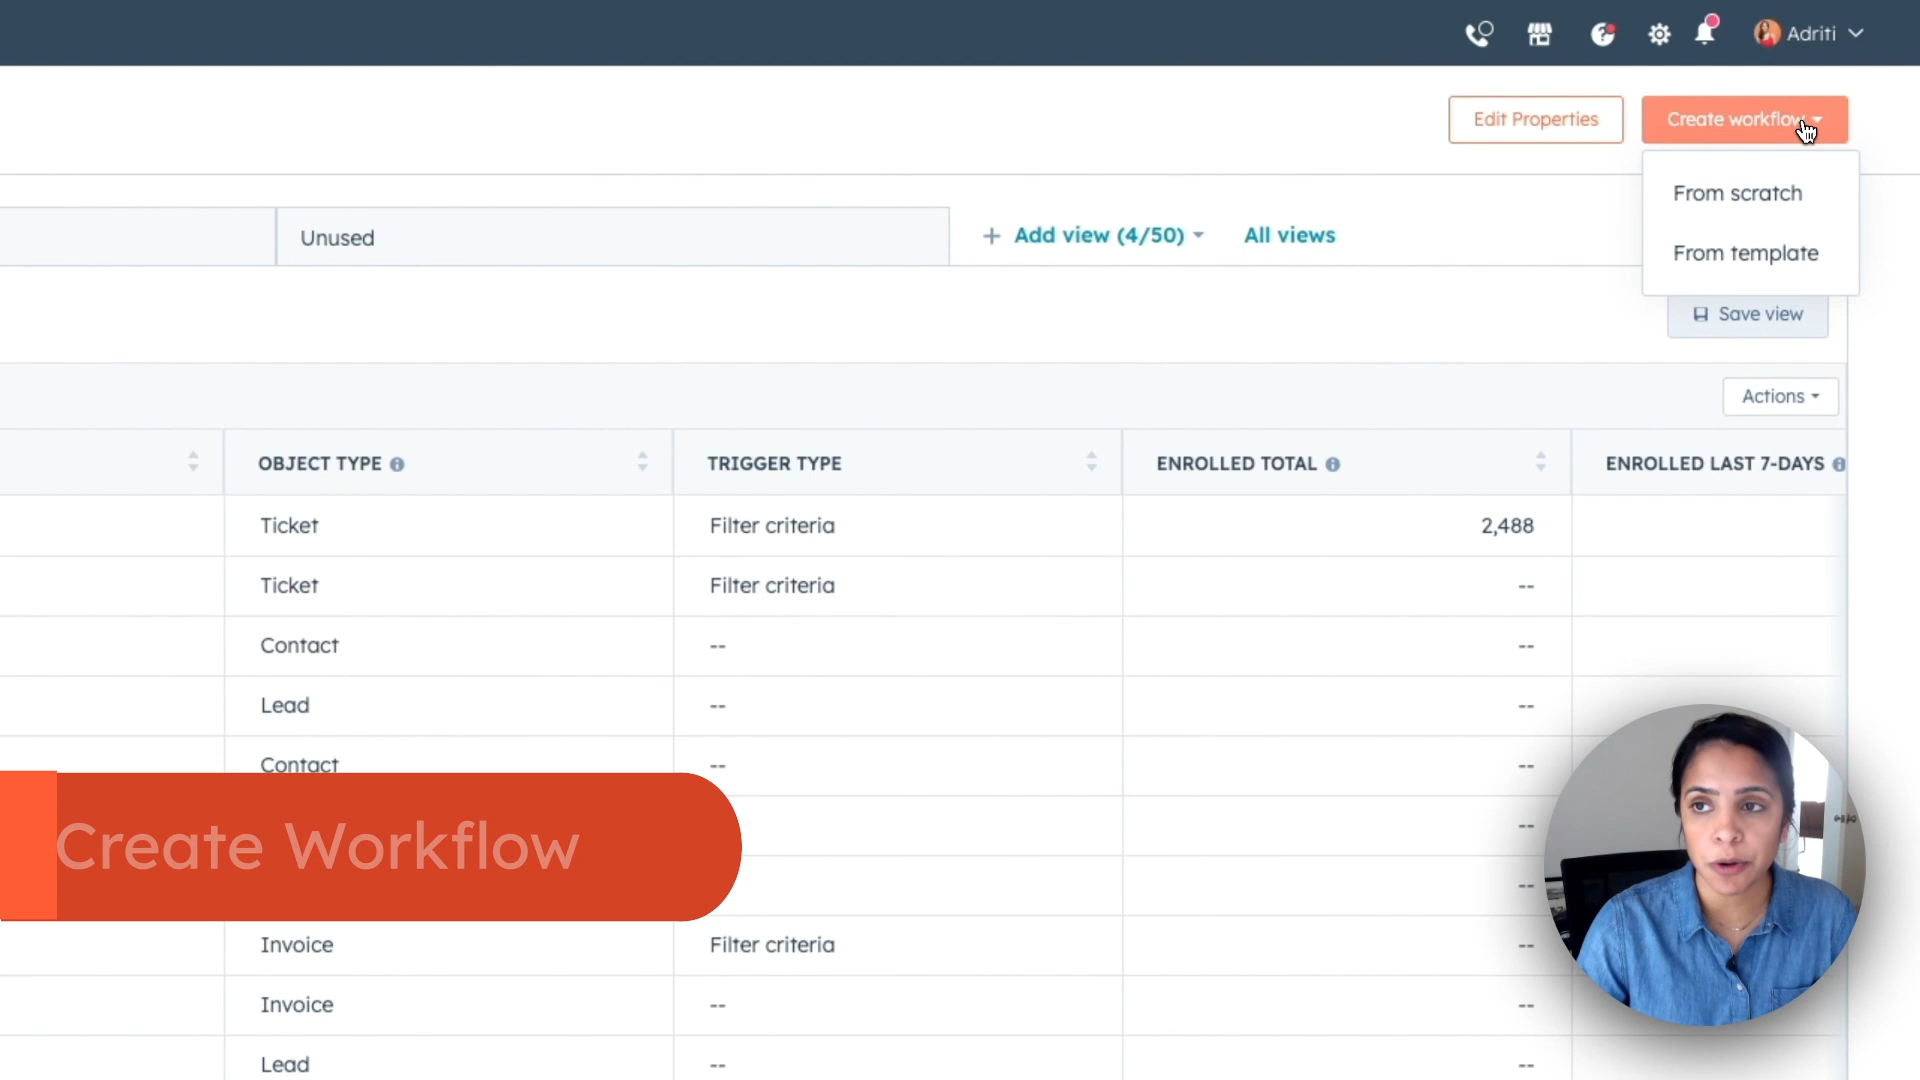 Adriti
Edit Properties
Create workflow
From scratch
From template
Unused
+ Add view (4/50)
All views
Save view
Actions
OBJECT TYPE
TRIGGER TYPE
ENROLLED TOTAL
ENROLLED LAST 7-DAYS
Ticket
Filter criteria
2,488
Ticket
Filter criteria
--
Contact
--
--
Lead
--
--
Contact
--
--
--
Create Workflow
--
Invoice
Filter criteria
--
Invoice
--
--
Lead
--
--